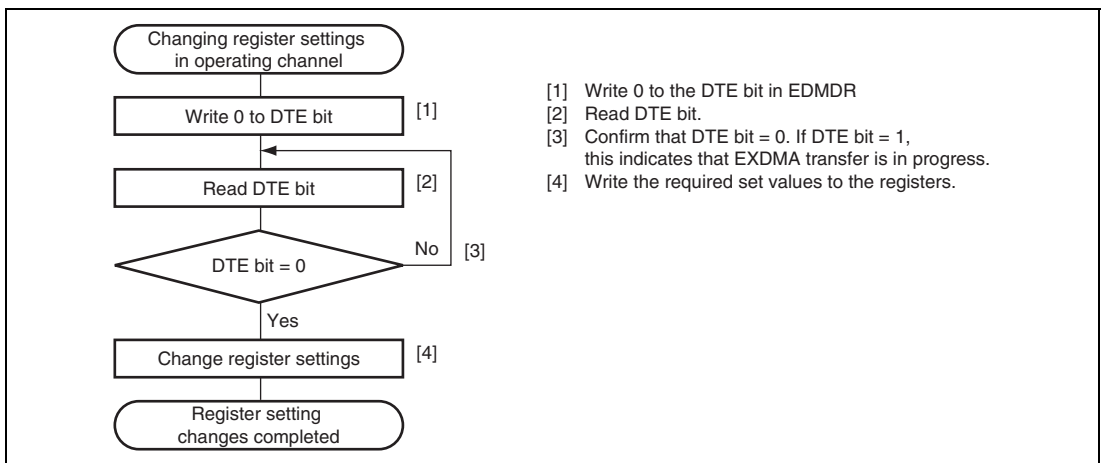 Changing register settings
in operating channel
Write 0 to DTE bit
[1]
Read DTE bit
[2]
DTE bit = 0
No
[3]
Yes
Change register settings
[4]
Register setting
changes completed
[1] Write 0 to the DTE bit in EDMDR
[2] Read DTE bit.
[3] Confirm that DTE bit = 0. If DTE bit = 1,
this indicates that EXDMA transfer is in progress.
[4] Write the required set values to the registers.